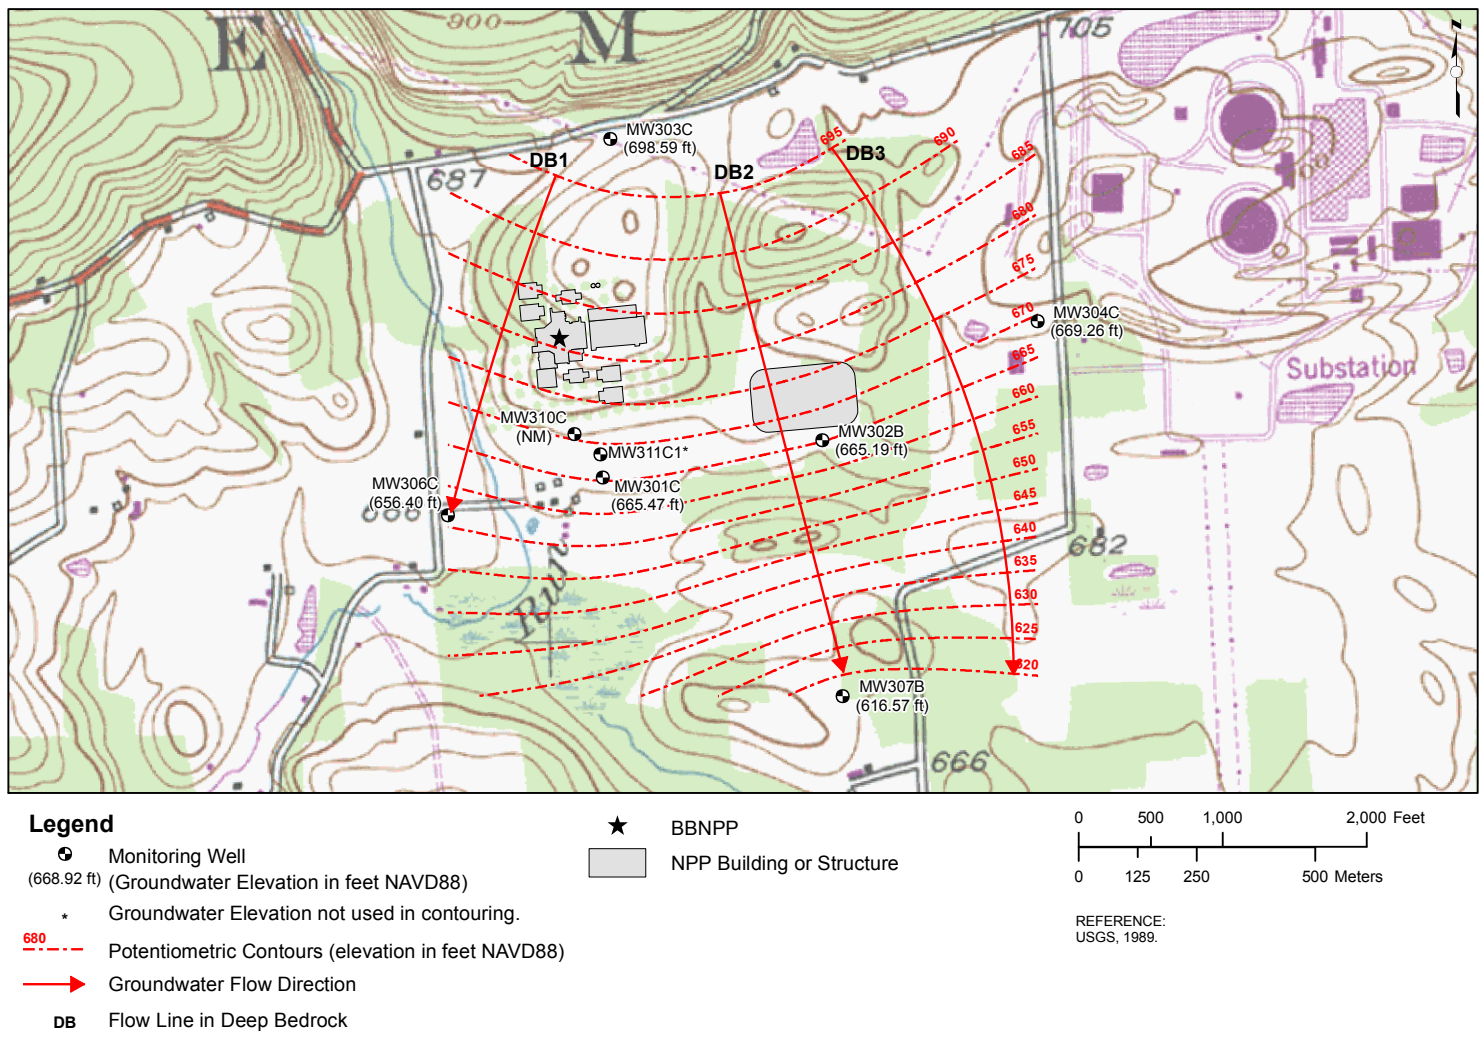 900
E M
705
MW303C
(698.59 ft)
DB1
DB2
DB3
695
690
685
687
680
675
670
MW304C
(669.26 ft)
665
Substation
660
MW310C
(NM)
MW302B
(665.19 ft)
655
MW311C1*
650
MW306C
(656.40 ft)
MW301C
(665.47 ft)
645
640
682
635
Run
630
625
620
MW307B
(616.57 ft)
666
Legend
Monitoring Well
(668.92 ft) (Groundwater Elevation in feet NAVD88)
* Groundwater Elevation not used in contouring.
680 Potentiometric Contours (elevation in feet NAVD88)
Groundwater Flow Direction
DB Flow Line in Deep Bedrock
BBNPP
NPP Building or Structure
0 500 1,000 2,000 Feet
0 125 250 500 Meters
REFERENCE:
USGS, 1989.